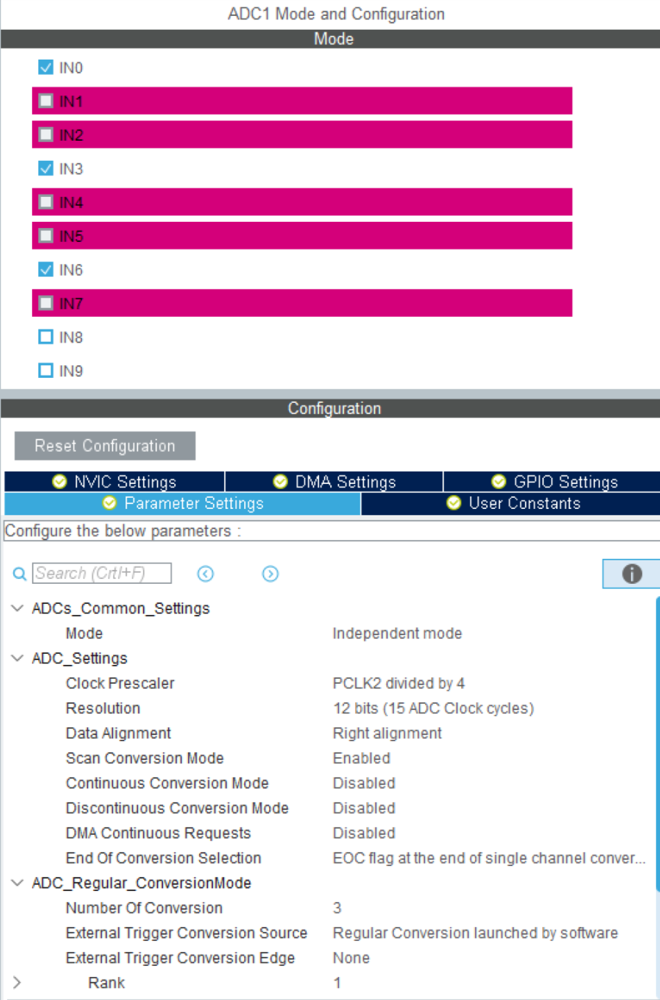 ADC1 Mode and Configuration
Mode
IN0
IN1
IN2
IN3
IN4
IN5
IN6
IN7
IN8
IN9
Configuration
Reset Configuration
NVIC Settings DMA Settings GPIO Settings
Parameter Settings User Constants
Configure the below parameters :
Search (Crtl+F)
ADCs_Common_Settings
Mode Independent mode
ADC_Settings
Clock Prescaler PCLK2 divided by 4
Resolution 12 bits (15 ADC Clock cycles)
Data Alignment Right alignment
Scan Conversion Mode Enabled
Continuous Conversion Mode Disabled
Discontinuous Conversion Mode Disabled
DMA Continuous Requests Disabled
End Of Conversion Selection EOC flag at the end of single channel conver...
ADC_Regular_ConversionMode
Number Of Conversion 3
External Trigger Conversion Source Regular Conversion launched by software
External Trigger Conversion Edge None
Rank 1